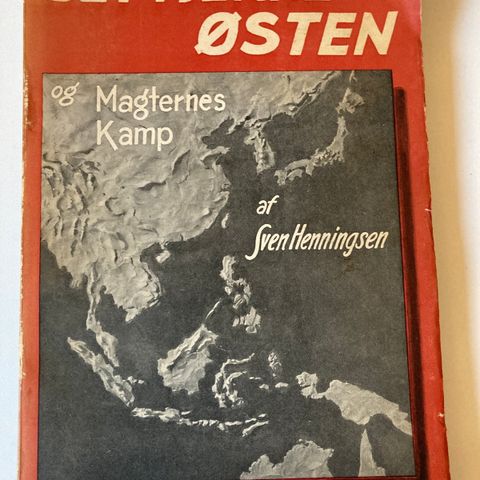 ØSTEN
og Magternes
Kamp
af
Sven Henningsen